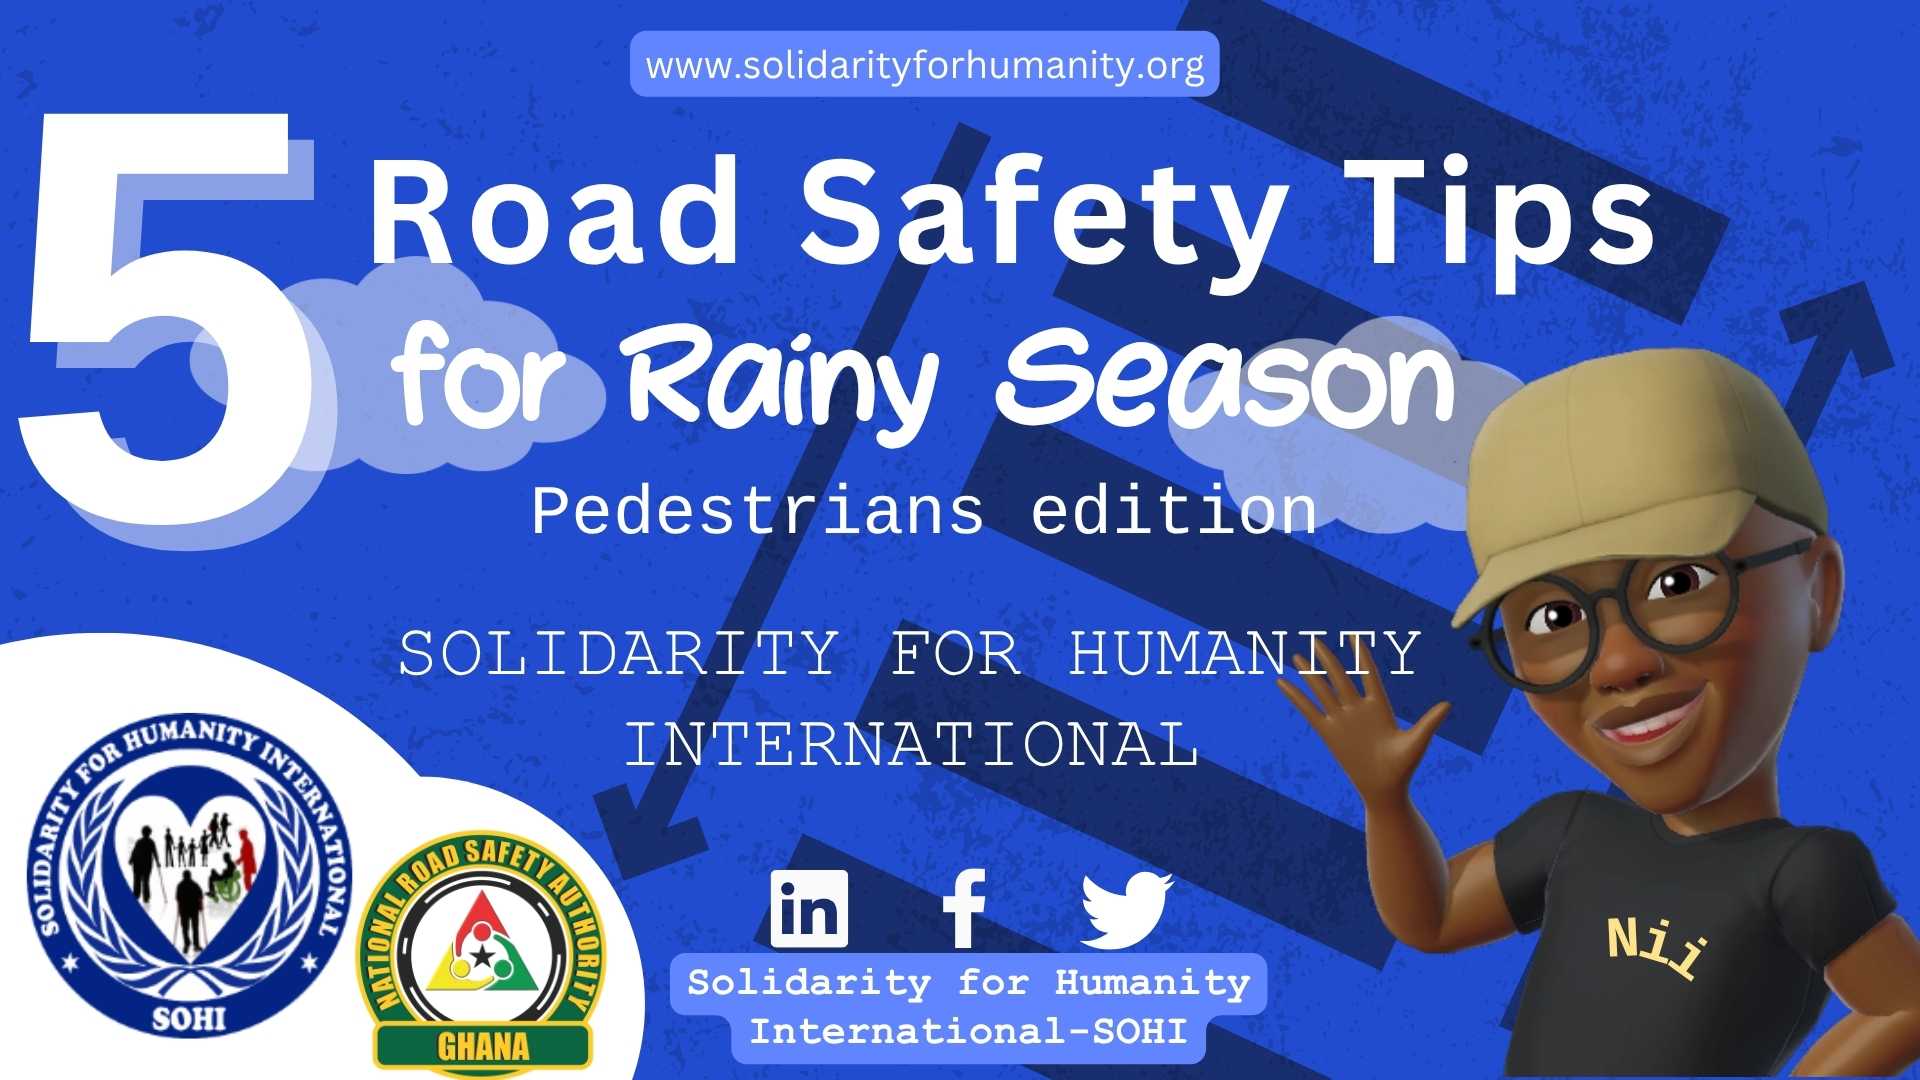 www.solidarityforhumanity.org
5
Road Safety Tips
for Rainy Season
Pedestrians edition
SOLIDARITY FOR HUMANITY
INTERNATIONAL
SOLIDARITY FOR HUMANITY INTERNATIONAL
SOHI
NATIONAL ROAD SAFETY AUTHORITY
GHANA
in
f
Solidarity for Humanity
International-SOHI
Nii